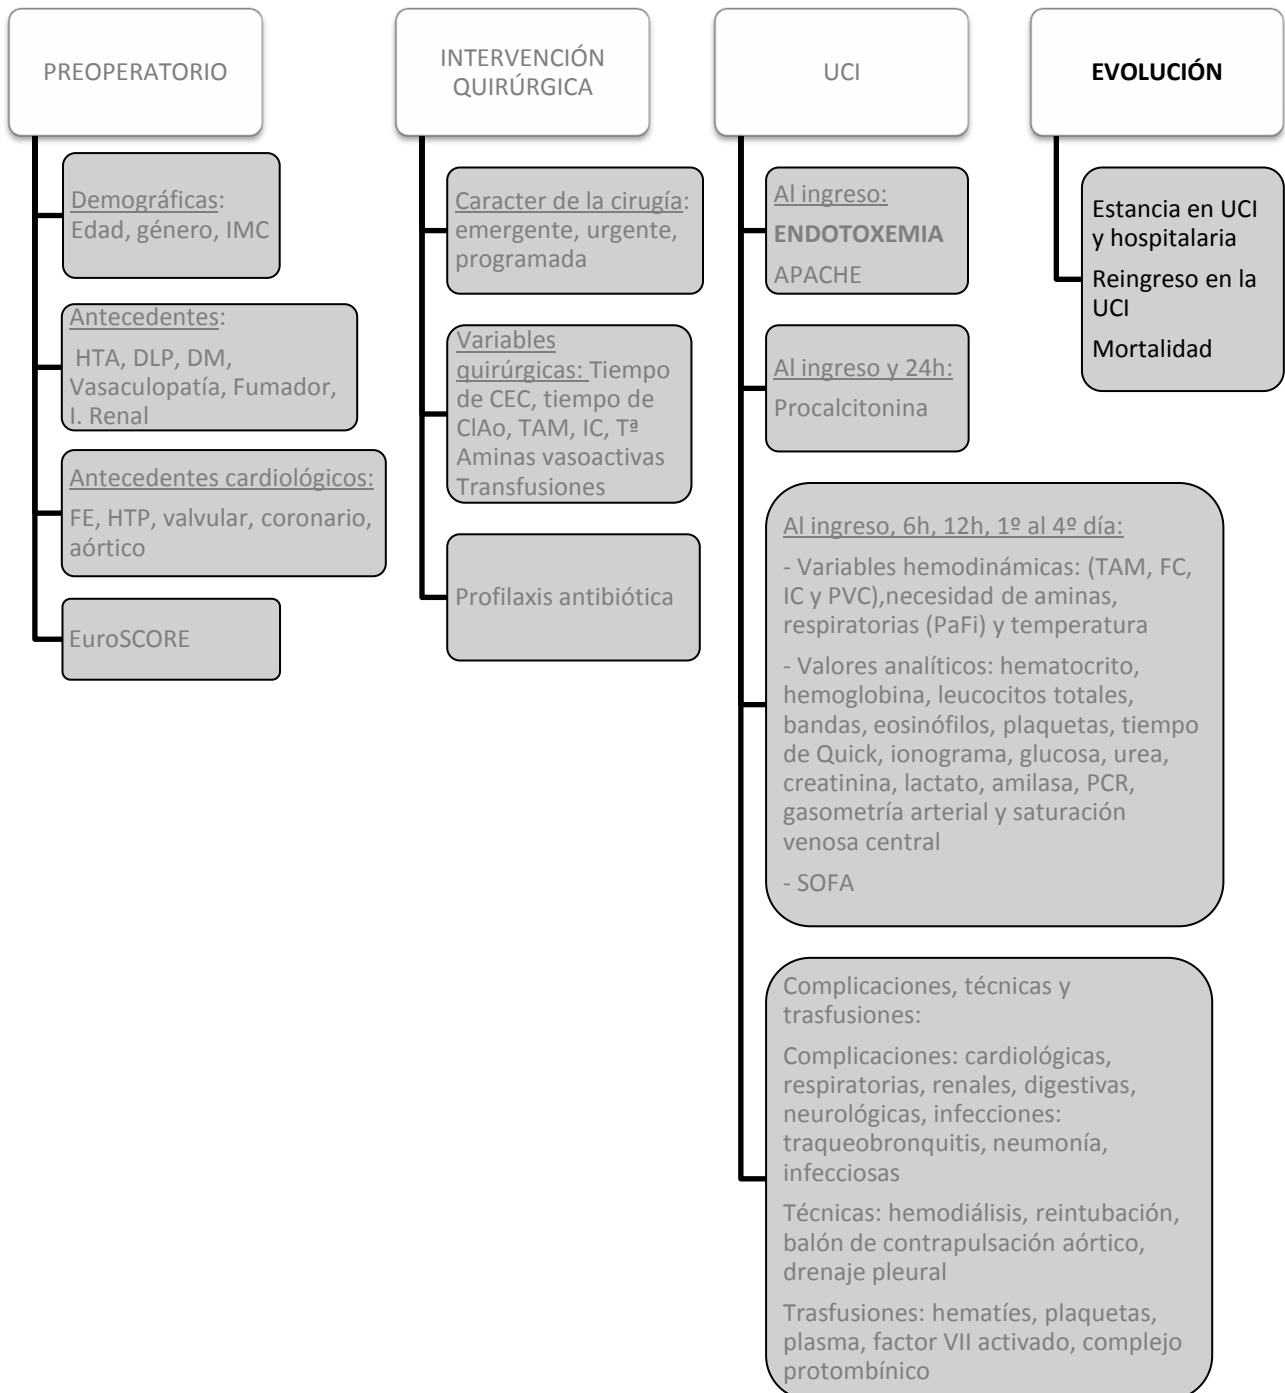 PREOPERATORIO
Demográficas:
Edad, género, IMC
Antecedentes:
HTA, DLP, DM,
Vasaculopatía, Fumador,
I. Renal
Antecedentes cardiológicos:
FE, HTP, valvular, coronario,
aórtico
EuroSCORE
INTERVENCIÓN
QUIRÚRGICA
Caracter de la cirugía:
emergente, urgente,
programada
Variables
quirúrgicas: Tiempo
de CEC, tiempo de
ClAo, TAM, IC, Tª
Aminas vasoactivas
Transfusiones
Profilaxis antibiótica
UCI
Al ingreso:
ENDOTOXEMIA
APACHE
Al ingreso y 24h:
Procalcitonina
Al ingreso, 6h, 12h, 1º al 4º día:
- Variables hemodinámicas: (TAM, FC,
IC y PVC),necesidad de aminas,
respiratorias (PaFi) y temperatura
- Valores analíticos: hematocrito,
hemoglobina, leucocitos totales,
bandas, eosinófilos, plaquetas, tiempo
de Quick, ionograma, glucosa, urea,
creatinina, lactato, amilasa, PCR,
gasometría arterial y saturación
venosa central
- SOFA
Complicaciones, técnicas y
trasfusiones:
Complicaciones: cardiológicas,
respiratorias, renales, digestivas,
neurológicas, infecciones:
traqueobronquitis, neumonía,
infecciosas
Técnicas: hemodiálisis, reintubación,
balón de contrapulsación aórtico,
drenaje pleural
Trasfusiones: hematíes, plaquetas,
plasma, factor VII activado, complejo
protombínico
EVOLUCIÓN
Estancia en UCI
y hospitalaria
Reingreso en la
UCI
Mortalidad